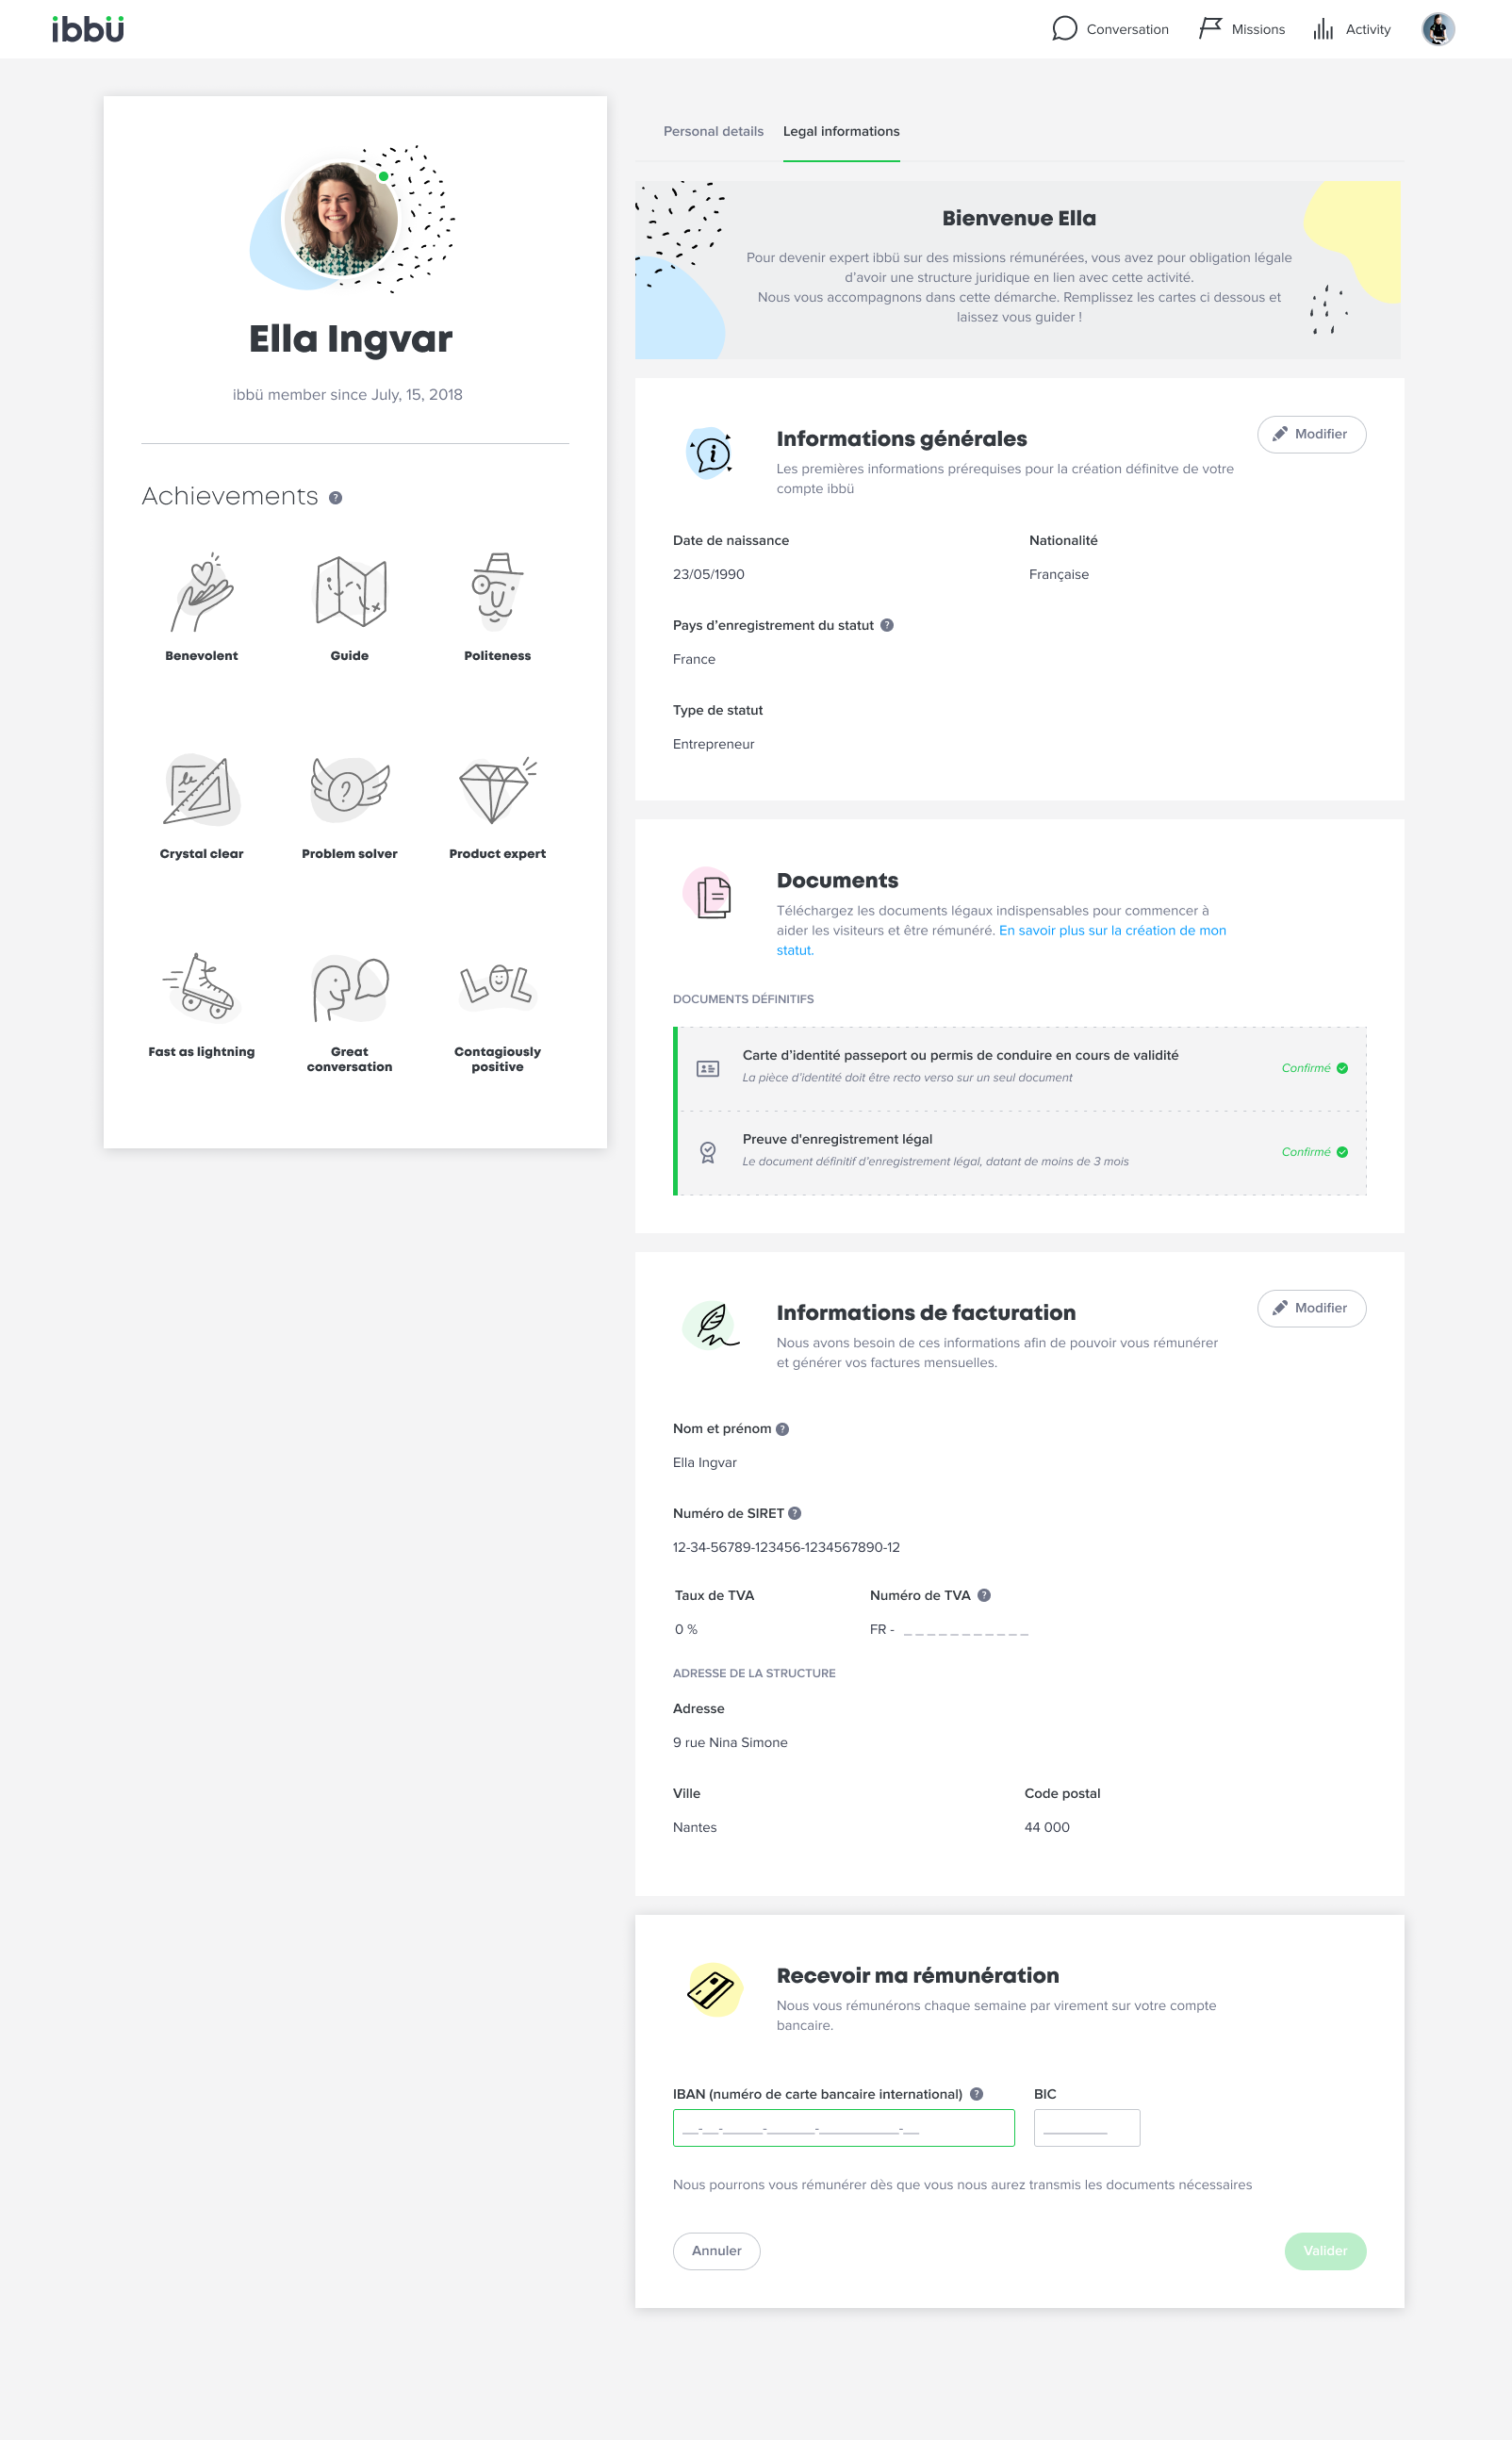 ibbü
Conversation
Missions
Activity
Ella Ingvar
ibbü member since July, 15, 2018
Achievements ?
Benevolent
Guide
Politeness
Crystal clear
Problem solver
Product expert
Fast as lightning
Great
conversation
Contagiously
positive
Personal details
Legal informations
Bienvenue Ella
Pour devenir expert ibbü sur des missions rémunérées, vous avez pour obligation légale
d’avoir une structure juridique en lien avec cette activité.
Nous vous accompagnons dans cette démarche. Remplissez les cartes ci dessous et
laissez vous guider !
Informations générales
Modifier
Les premières informations prérequises pour la création définitve de votre
compte ibbü
Date de naissance
Nationalité
23/05/1990
Française
Pays d’enregistrement du statut ?
France
Type de statut
Entrepreneur
Documents
Téléchargez les documents légaux indispensables pour commencer à
aider les visiteurs et être rémunéré. En savoir plus sur la création de mon
statut.
DOCUMENTS DÉFINITIFS
Carte d’identité passeport ou permis de conduire en cours de validité
La pièce d’identité doit être recto verso sur un seul document
Confirmé
Preuve d'enregistrement légal
Le document définitif d’enregistrement légal, datant de moins de 3 mois
Confirmé
Informations de facturation
Modifier
Nous avons besoin de ces informations afin de pouvoir vous rémunérer
et générer vos factures mensuelles.
Nom et prénom ?
Ella Ingvar
Numéro de SIRET ?
12-34-56789-123456-1234567890-12
Taux de TVA
Numéro de TVA ?
0 %
FR - _ _ _ _ _ _ _ _ _ _ _
ADRESSE DE LA STRUCTURE
Adresse
9 rue Nina Simone
Ville
Code postal
Nantes
44 000
Recevoir ma rémunération
Nous vous rémunérons chaque semaine par virement sur votre compte
bancaire.
IBAN (numéro de carte bancaire international) ?
BIC
__-__-_____-______-__________-__
________
Nous pourrons vous rémunérer dès que vous nous aurez transmis les documents nécessaires
Annuler
Valider